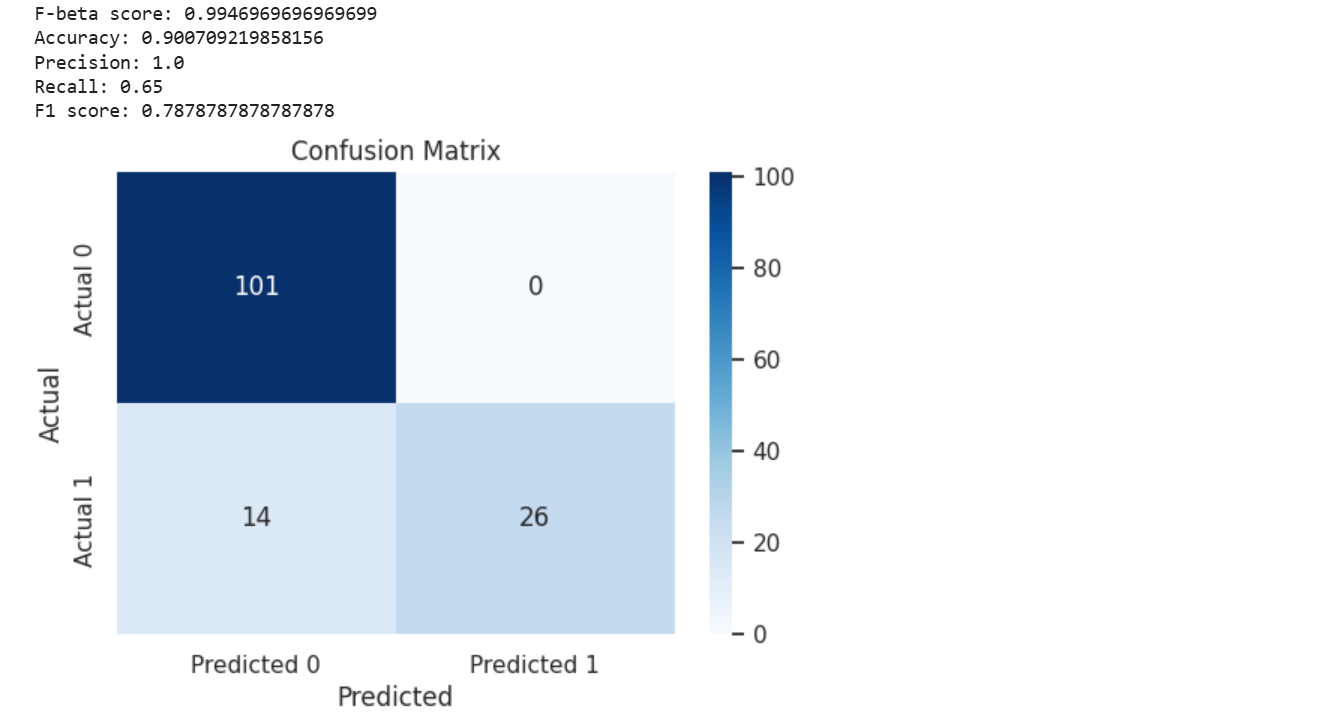 F-beta score: 0.9946969696969699
Accuracy: 0.900709219858156
Precision: 1.0
Recall: 0.65
F1 score: 0.7878787878787878
Confusion Matrix
Actual
Actual 0
101
0
Actual 1
14
26
Predicted 0
Predicted 1
Predicted
100
80
60
40
20
0